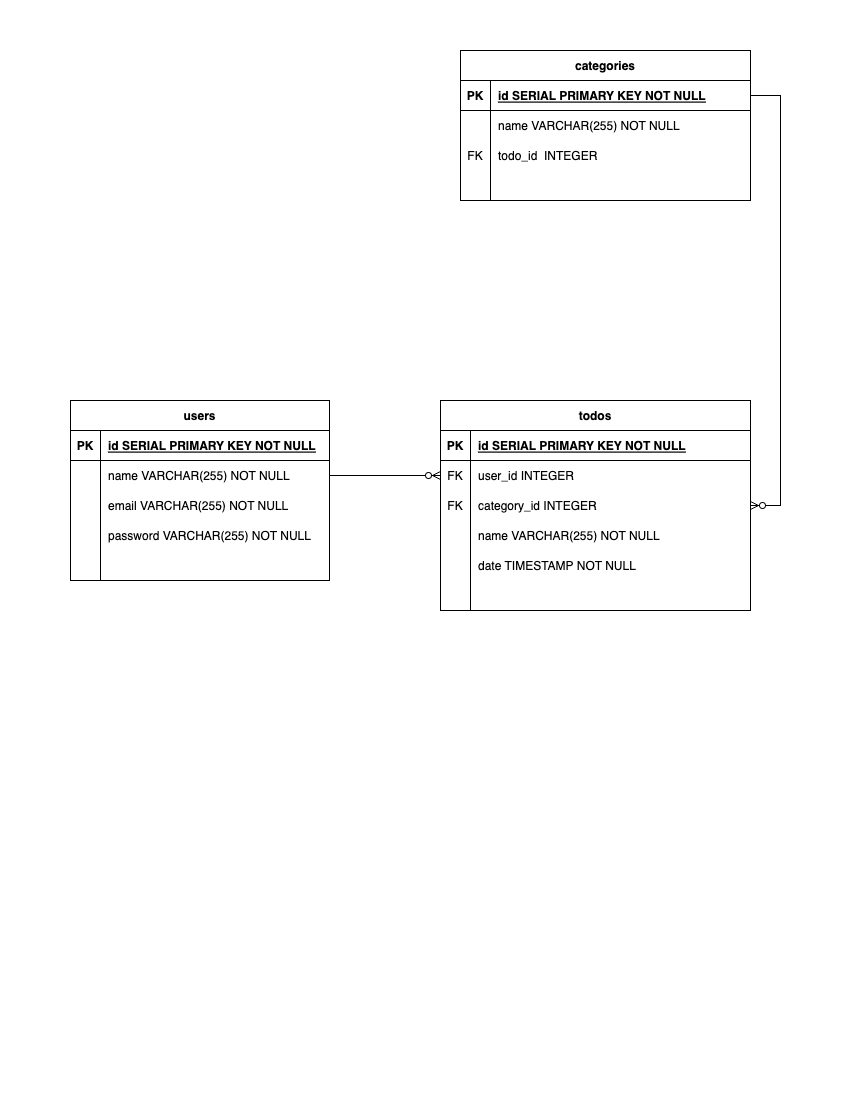 categories
PK id SERIAL PRIMARY KEY NOT NULL
name VARCHAR(255) NOT NULL
FK todo_id  INTEGER
users
PK id SERIAL PRIMARY KEY NOT NULL
name VARCHAR(255) NOT NULL
email VARCHAR(255) NOT NULL
password VARCHAR(255) NOT NULL
todos
PK id SERIAL PRIMARY KEY NOT NULL
FK user_id INTEGER
FK category_id INTEGER
name VARCHAR(255) NOT NULL
date TIMESTAMP NOT NULL